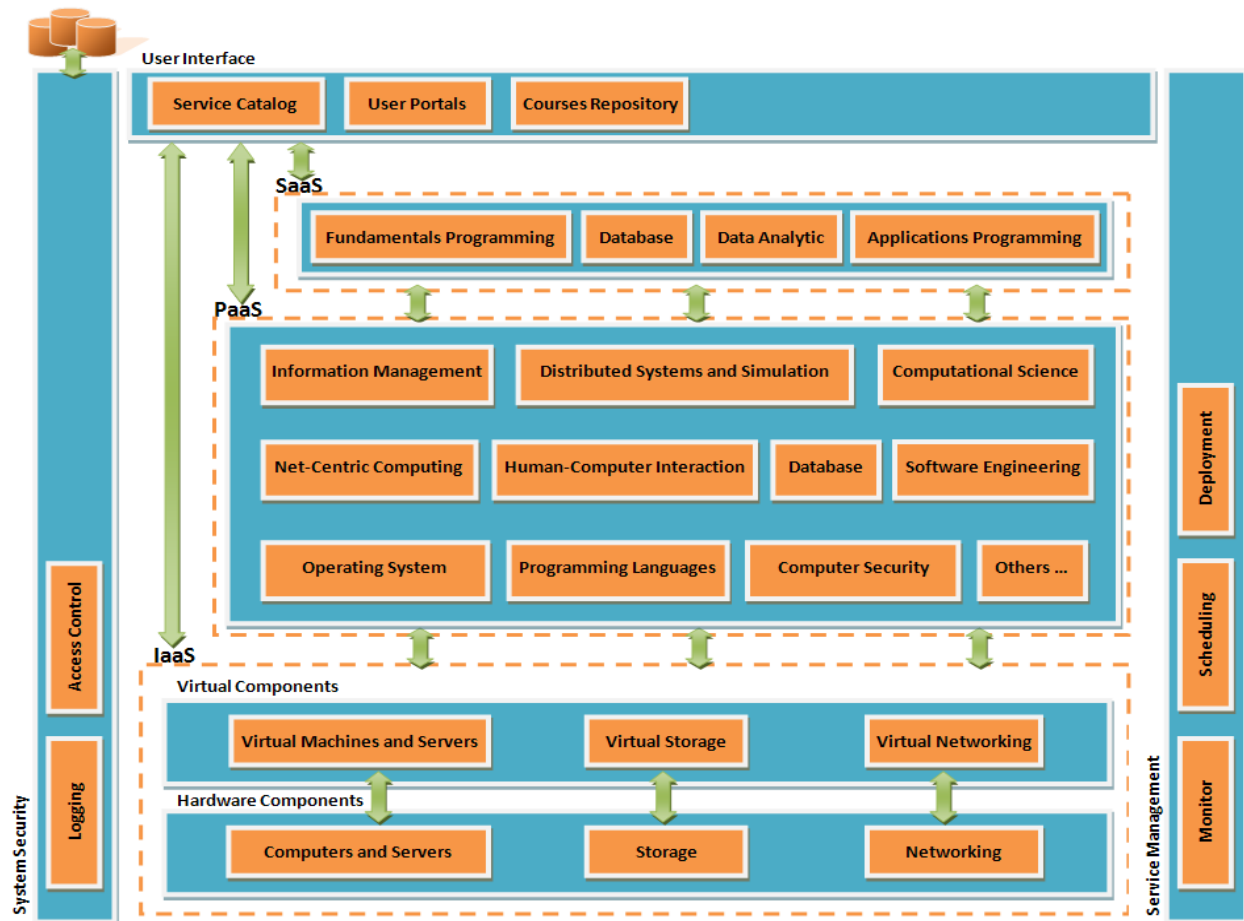 User Interface
Service Catalog
User Portals
Courses Repository
SaaS
Fundamentals Programming
Database
Data Analytic
Applications Programming
PaaS
Information Management
Distributed Systems and Simulation
Computational Science
Net-Centric Computing
Human-Computer Interaction
Database
Software Engineering
Operating System
Programming Languages
Computer Security
Others ...
IaaS
Virtual Components
Virtual Machines and Servers
Virtual Storage
Virtual Networking
Hardware Components
Computers and Servers
Storage
Networking
System Security
Access Control
Logging
Service Management
Deployment
Scheduling
Monitor